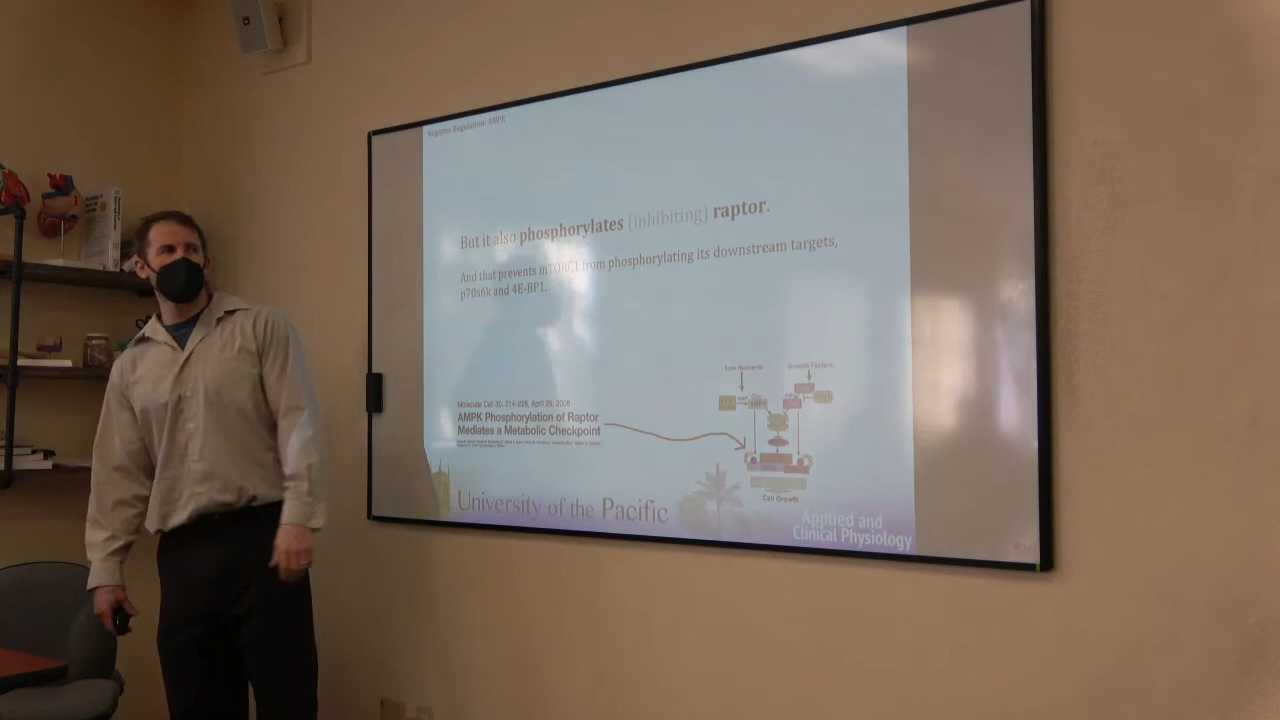 Negative Regulation: AMPK
But it also phosphorylates (inhibiting) raptor.
And that prevents mTORC1 from phosphorylating its downstream targets,
p70s6k and 4E-BP1.
Low Nutrients
Growth Factors
Molecular Cell 30, 214–226, April 25, 2008
AMPK Phosphorylation of Raptor
Mediates a Metabolic Checkpoint
Cell Growth
University of the Pacific
Applied and
Clinical Physiology